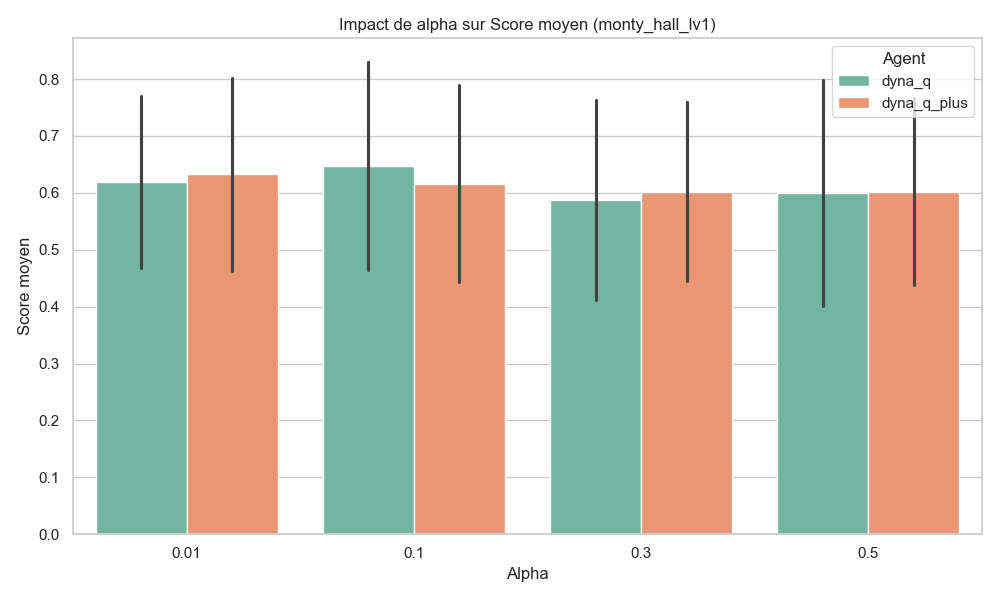 Impact de alpha sur Score moyen (monty_hall_lv1)
Agent
dyna_q
dyna_q_plus
Score moyen
0.8
0.7
0.6
0.5
0.4
0.3
0.2
0.1
0.0
0.01
0.1
0.3
0.5
Alpha